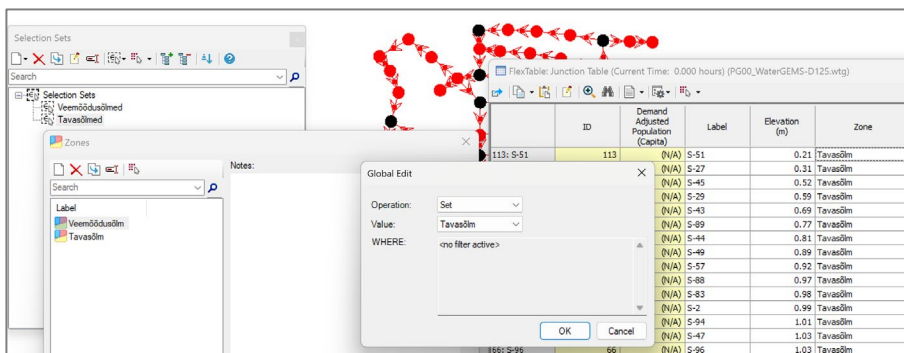 Selection Sets
Search
Selection Sets
Veemõõdusõlmed
Tavasõlmed
Zones
Search
Label
Veemõõdusõlm
Tavasõlm
Notes:
Global Edit
Operation: Set
Value: Tavasõlm
WHERE: <no filter active>
OK Cancel
FlexTable: Junction Table (Current Time: 0.000 hours) (PG00_WaterGEMS-D125.wtg)
ID Demand Adjusted Population (Capita) Label Elevation (m) Zone
113: S-51 113 (N/A) S-51 0.21 Tavasõlm
(N/A) S-27 0.31 Tavasõlm
(N/A) S-45 0.52 Tavasõlm
(N/A) S-29 0.59 Tavasõlm
(N/A) S-43 0.69 Tavasõlm
(N/A) S-89 0.77 Tavasõlm
(N/A) S-44 0.81 Tavasõlm
(N/A) S-49 0.89 Tavasõlm
(N/A) S-57 0.92 Tavasõlm
(N/A) S-88 0.97 Tavasõlm
(N/A) S-83 0.98 Tavasõlm
(N/A) S-2 0.99 Tavasõlm
(N/A) S-94 1.01 Tavasõlm
(N/A) S-47 1.03 Tavasõlm
66: S-96 66 (N/A) S-96 1.03 Tavasõlm